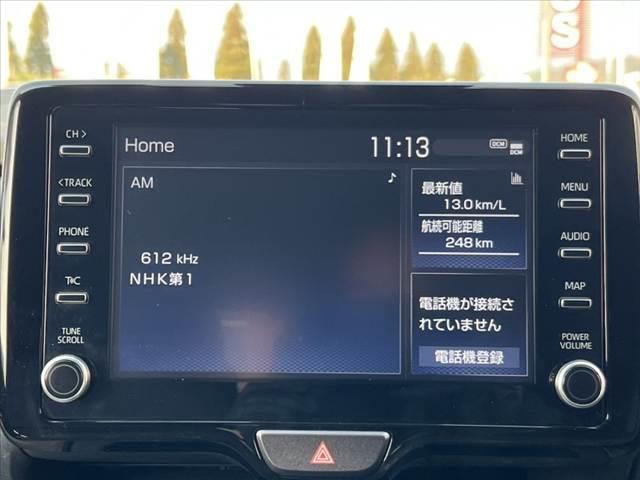 OS
CH >
<TRACK
PHONE
T
C
TUNE
SCROLL
Home
11:13
DCM
DCM
AM
♪
612 kHz
NHK第1
最新値
13.0 km/L
航続可能距離
248 km
電話機が接続さ
れていません
電話機登録
HOME
MENU
AUDIO
MAP
POWER
VOLUME